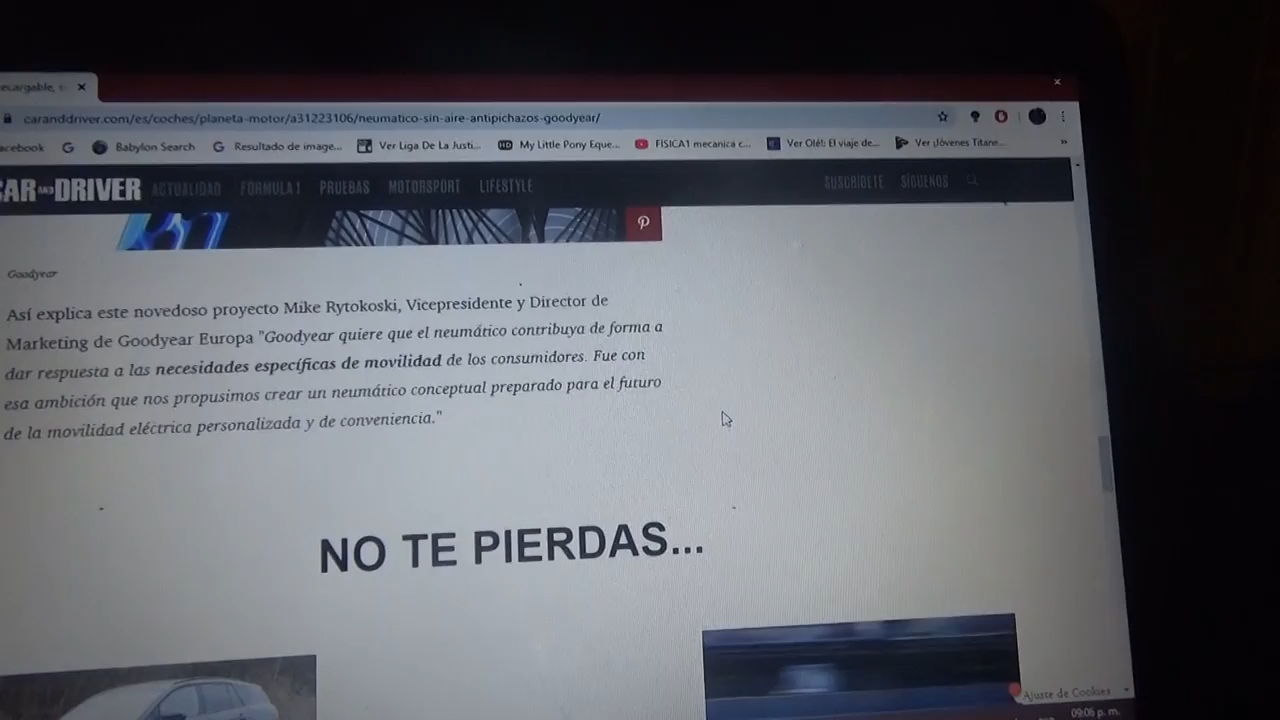 ecargable, s
caranddriver.com/es/coches/planeta-motor/a31223106/neumatico-sin-aire-antipichazos-goodyear/
acebook
Babylon Search
Resultado de image...
Ver Liga De La Justi...
My Little Pony Eque...
FISICA1 mecanica c...
Ver Olé!: El viaje de...
Ver ¡Jóvenes Titane...
»
CAR AND DRIVER
ACTUALIDAD
FÓRMULA 1
PRUEBAS
MOTORSPORT
LIFESTYLE
SUSCRÍBETE
SÍGUENOS
Goodyear
Así explica este novedoso proyecto Mike Rytokoski, Vicepresidente y Director de
Marketing de Goodyear Europa "Goodyear quiere que el neumático contribuya de forma a
dar respuesta a las necesidades específicas de movilidad de los consumidores. Fue con
esa ambición que nos propusimos crear un neumático conceptual preparado para el futuro
de la movilidad eléctrica personalizada y de conveniencia."
NO TE PIERDAS...
Ajuste de Cookies
09:06 p. m.